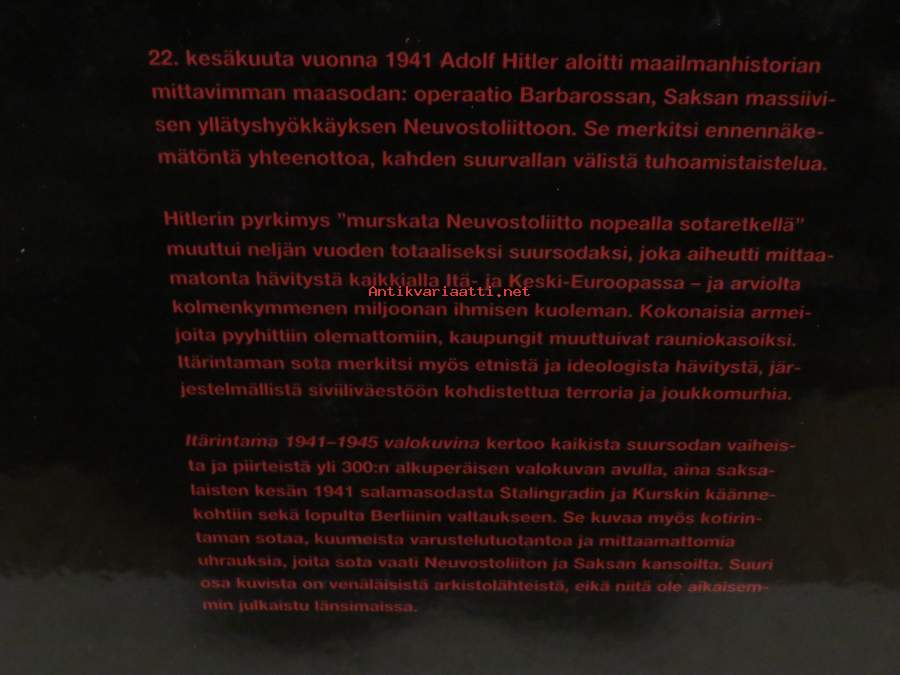 22. kesäkuuta vuonna 1941 Adolf Hitler aloitti maailmanhistorian
mittavimman maasodan: operaatio Barbarossan, Saksan massiivi-
sen yllätyshyökkäyksen Neuvostoliittoon. Se merkitsi ennennäke-
mätöntä yhteenottoa, kahden suurvallan välistä tuhoamistaistelua.
Hitlerin pyrkimys ”murskata Neuvostoliitto nopealla sotaretkellä”
muuttui neljän vuoden totaaliseksi suursodaksi, joka aiheutti mittaa-
matonta hävitystä kaikkialla Itä- ja Keski-Euroopassa – ja arviolta
Antikvariaatti.net
kolmenkymmenen miljoonan ihmisen kuoleman. Kokonaisia armei-
joita pyyhittiin olemattomiin, kaupungit muuttuivat rauniokasoiksi.
Itärintaman sota merkitsi myös etnistä ja ideologista hävitystä, jär-
jestelmällistä siviiliväestöön kohdistettua terroria ja joukkomurhia.
Itärintama 1941–1945 valokuvina kertoo kaikista suursodan vaiheis-
ta ja piirteistä yli 300:n alkuperäisen valokuvan avulla, aina saksa-
laisten kesän 1941 salamasodasta Stalingradin ja Kurskin käänne-
kohtiin sekä lopulta Berliinin valtaukseen. Se kuvaa myös kotirin-
taman sotaa, kuumeista varustelutuotantoa ja mittaamattomia
uhrauksia, joita sota vaati Neuvostoliiton ja Saksan kansoilta. Suuri
osa kuvista on venäläisistä arkistolähteistä, eikä niitä ole aikaisem-
min julkaistu länsimaissa.